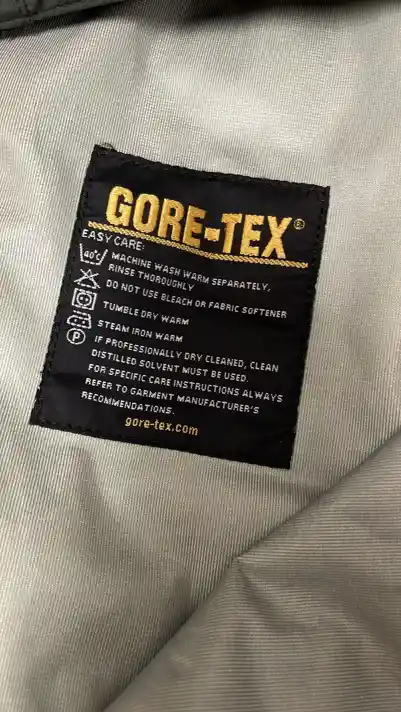 GORE-TEX®
EASY CARE:
40°C MACHINE WASH WARM SEPARATELY,
RINSE THOROUGHLY
DO NOT USE BLEACH OR FABRIC SOFTENER
TUMBLE DRY WARM
STEAM IRON WARM
P IF PROFESSIONALLY DRY CLEANED, CLEAN
DISTILLED SOLVENT MUST BE USED.
FOR SPECIFIC CARE INSTRUCTIONS ALWAYS
REFER TO GARMENT MANUFACTURER'S
RECOMMENDATIONS.
gore-tex.com